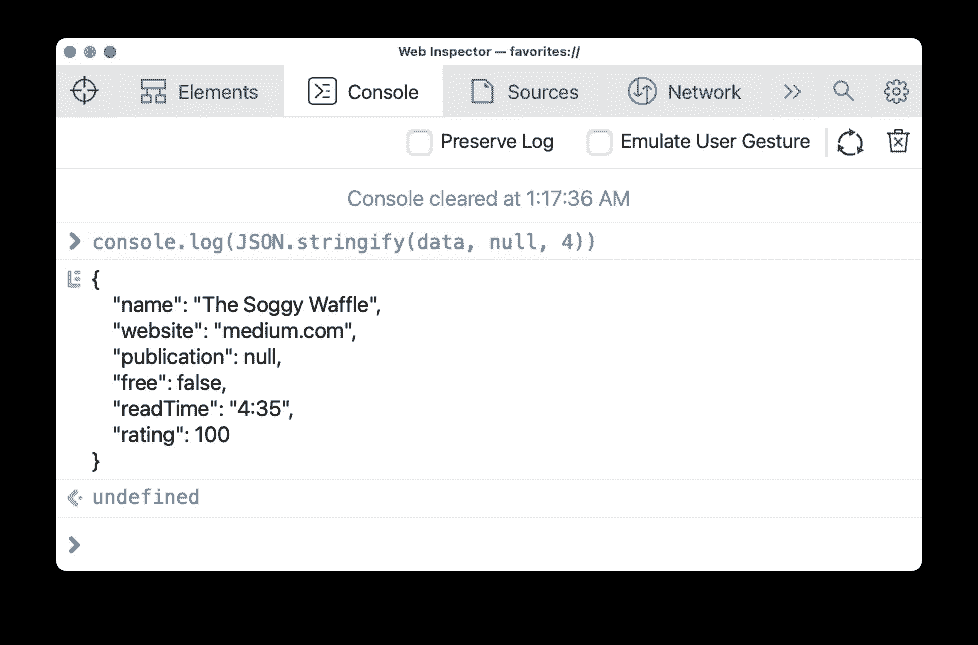 Web Inspector — favorites://
Elements Console Sources Network
Preserve Log Emulate User Gesture
Console cleared at 1:17:36 AM
console.log(JSON.stringify(data, null, 4))
{
"name": "The Soggy Waffle",
"website": "medium.com",
"publication": null,
"free": false,
"readTime": "4:35",
"rating": 100
}
undefined